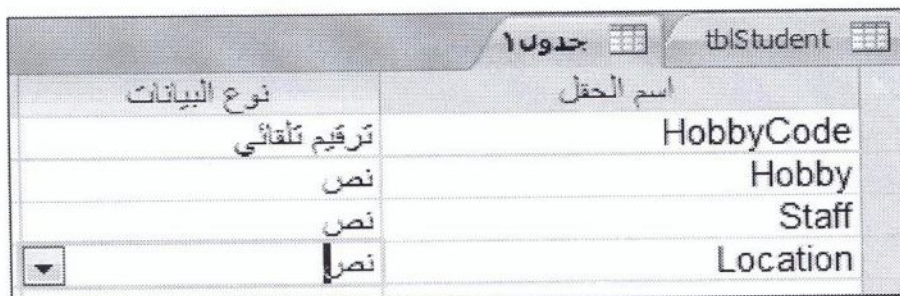 tblStudent جدول١
اسم الحقل نوع البيانات
HobbyCode ترقيم تلقائي
Hobby نص
Staff نص
Location نص